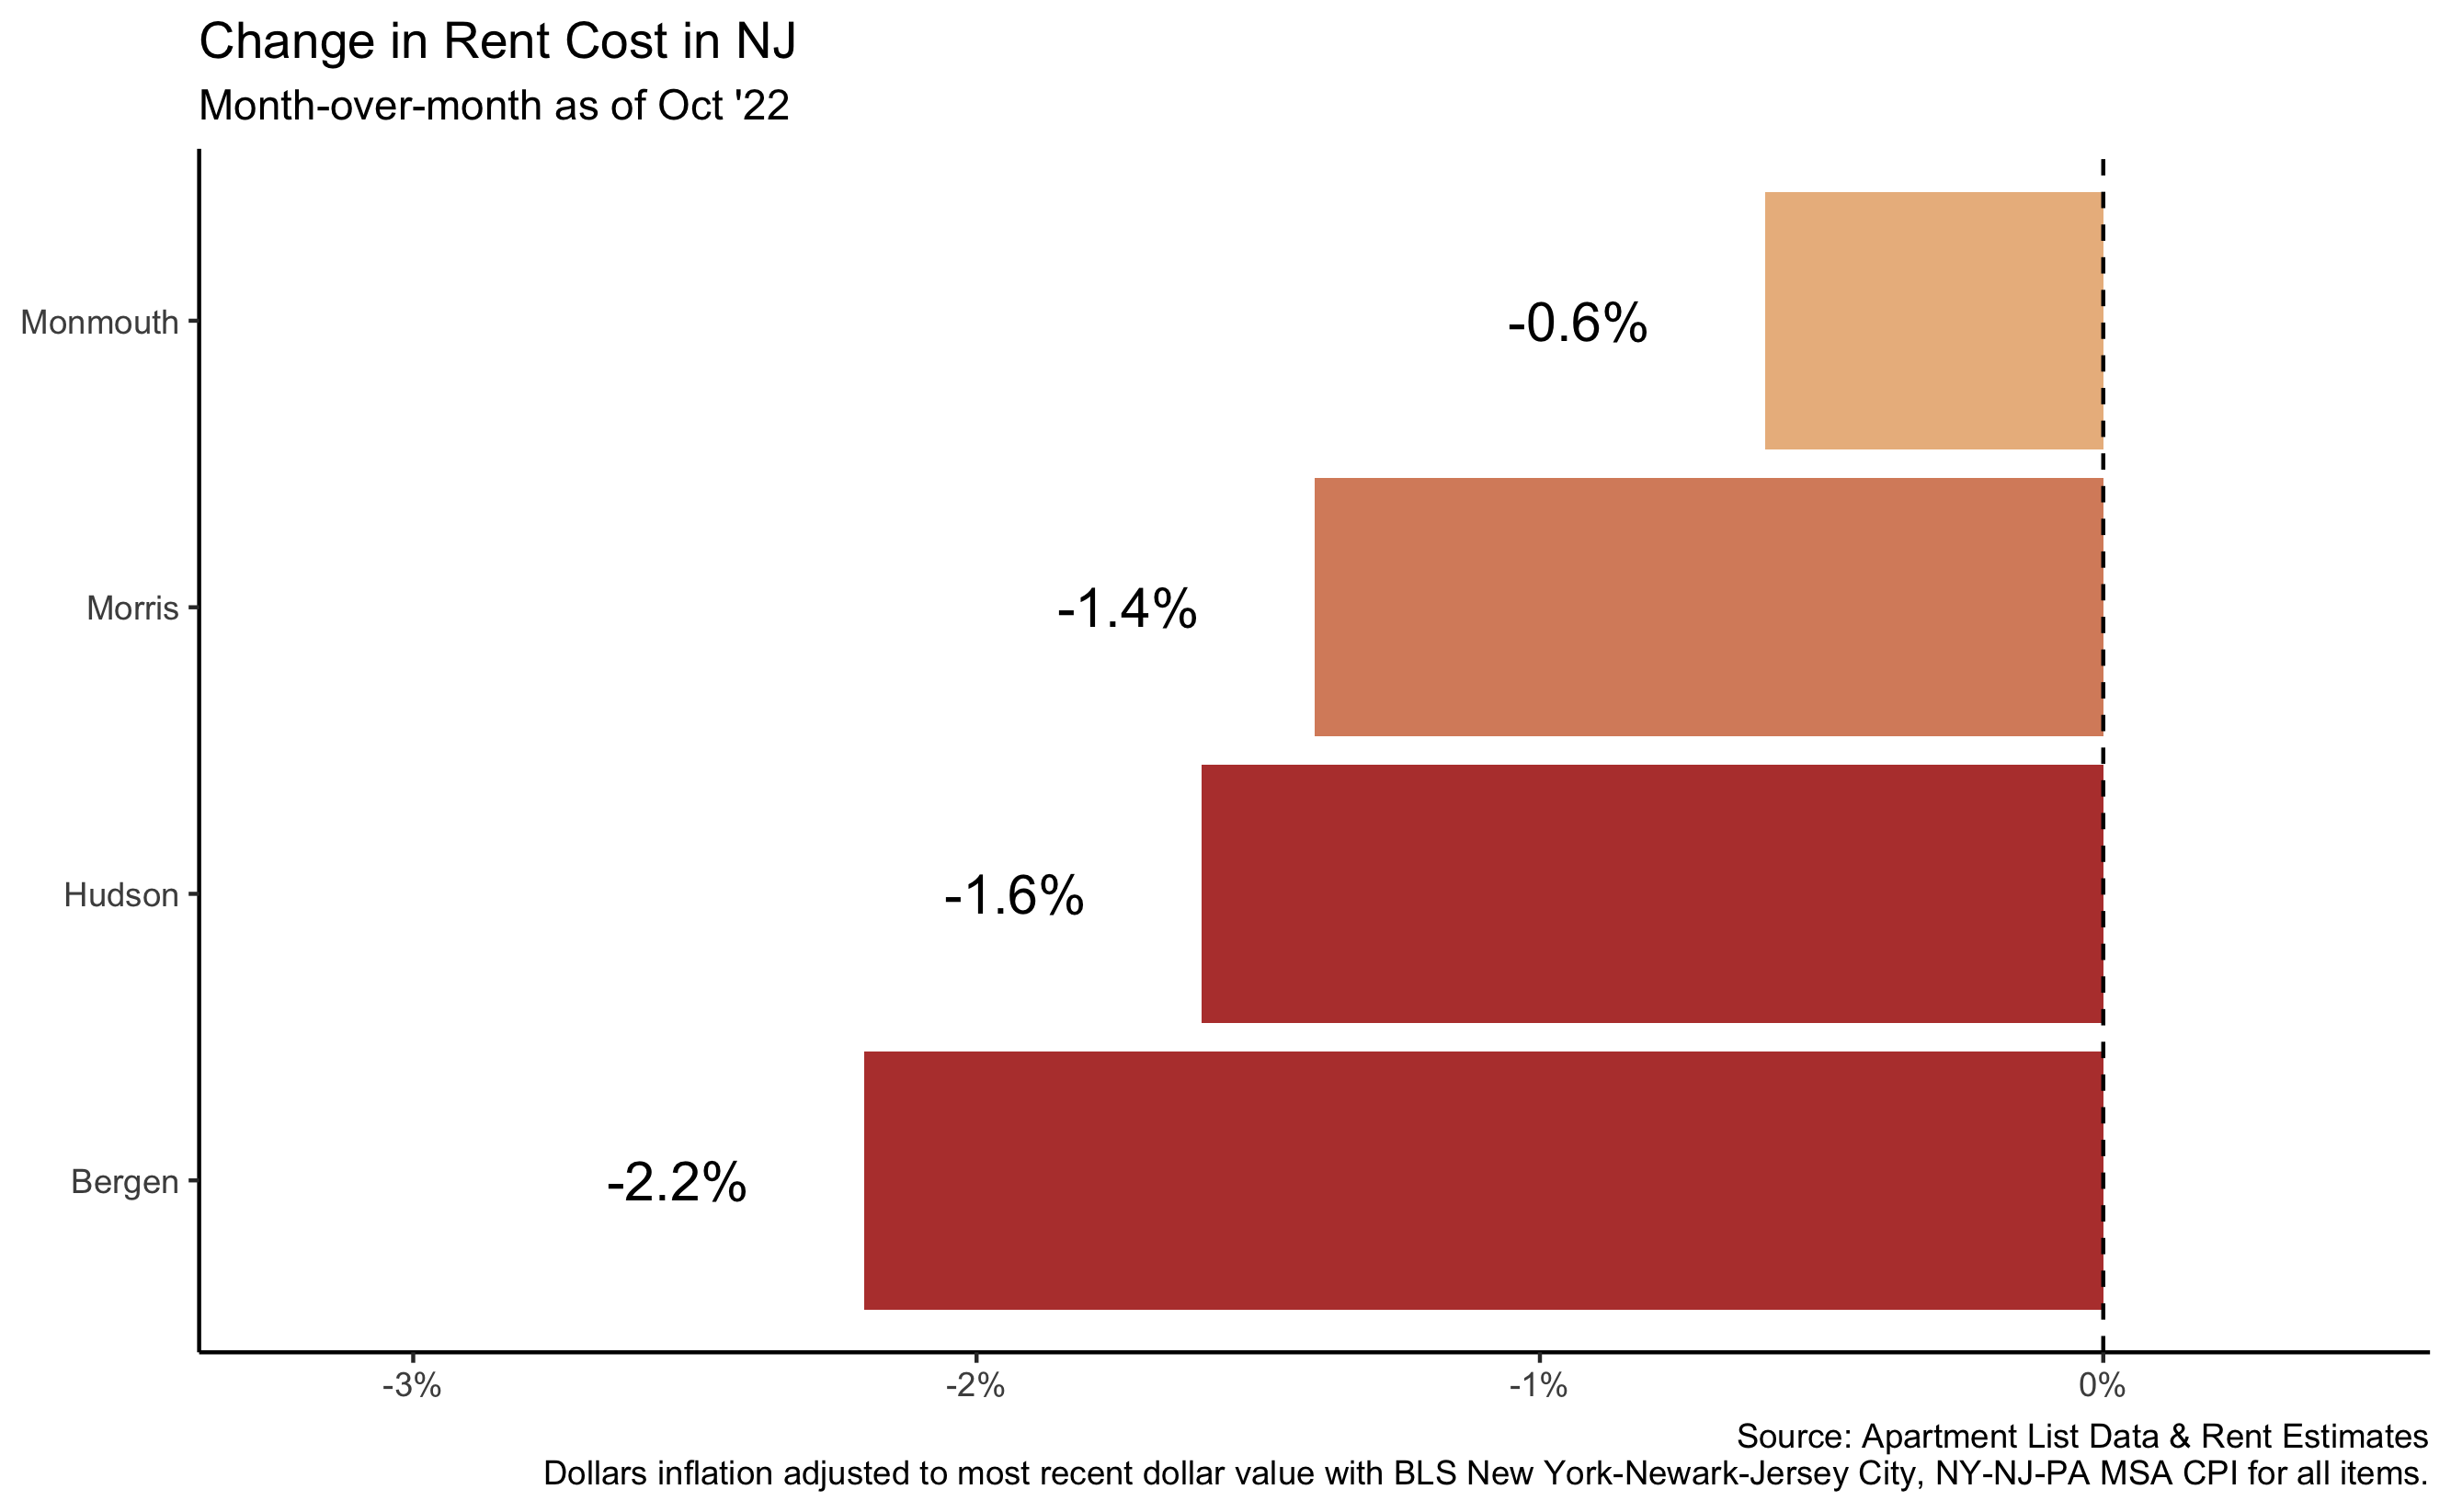 Change in Rent Cost in NJ
Month-over-month as of Oct '22
Monmouth
-0.6%
Morris
-1.4%
Hudson
-1.6%
Bergen
-2.2%
-3%
-2%
-1%
0%
Source: Apartment List Data & Rent Estimates
Dollars inflation adjusted to most recent dollar value with BLS New York-Newark-Jersey City, NY-NJ-PA MSA CPI for all items.